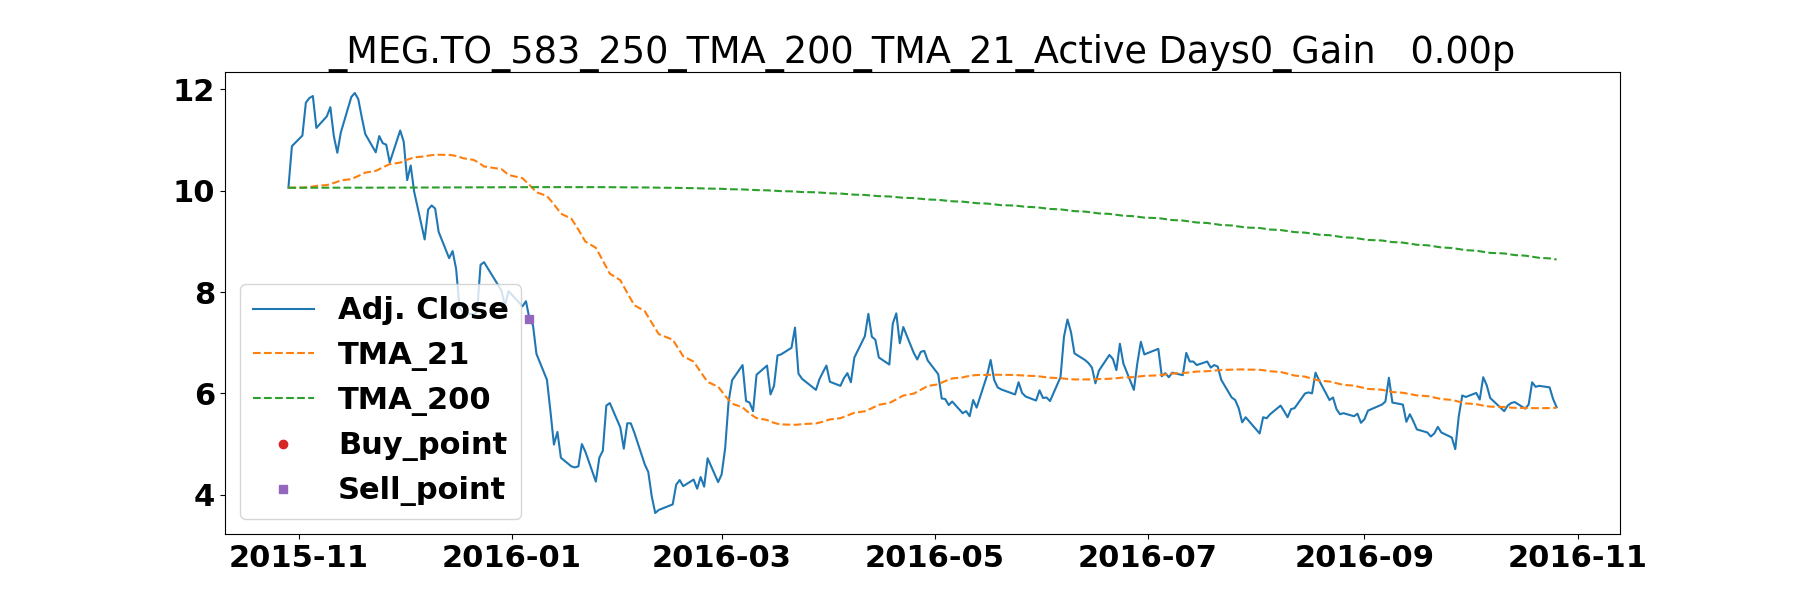 _MEG.TO_583_250_TMA_200_TMA_21_Active Days0_Gain   0.00p
12
10
8
6
4
Adj. Close
TMA_21
TMA_200
Buy_point
Sell_point
2015-11 2016-01 2016-03 2016-05 2016-07 2016-09 2016-11